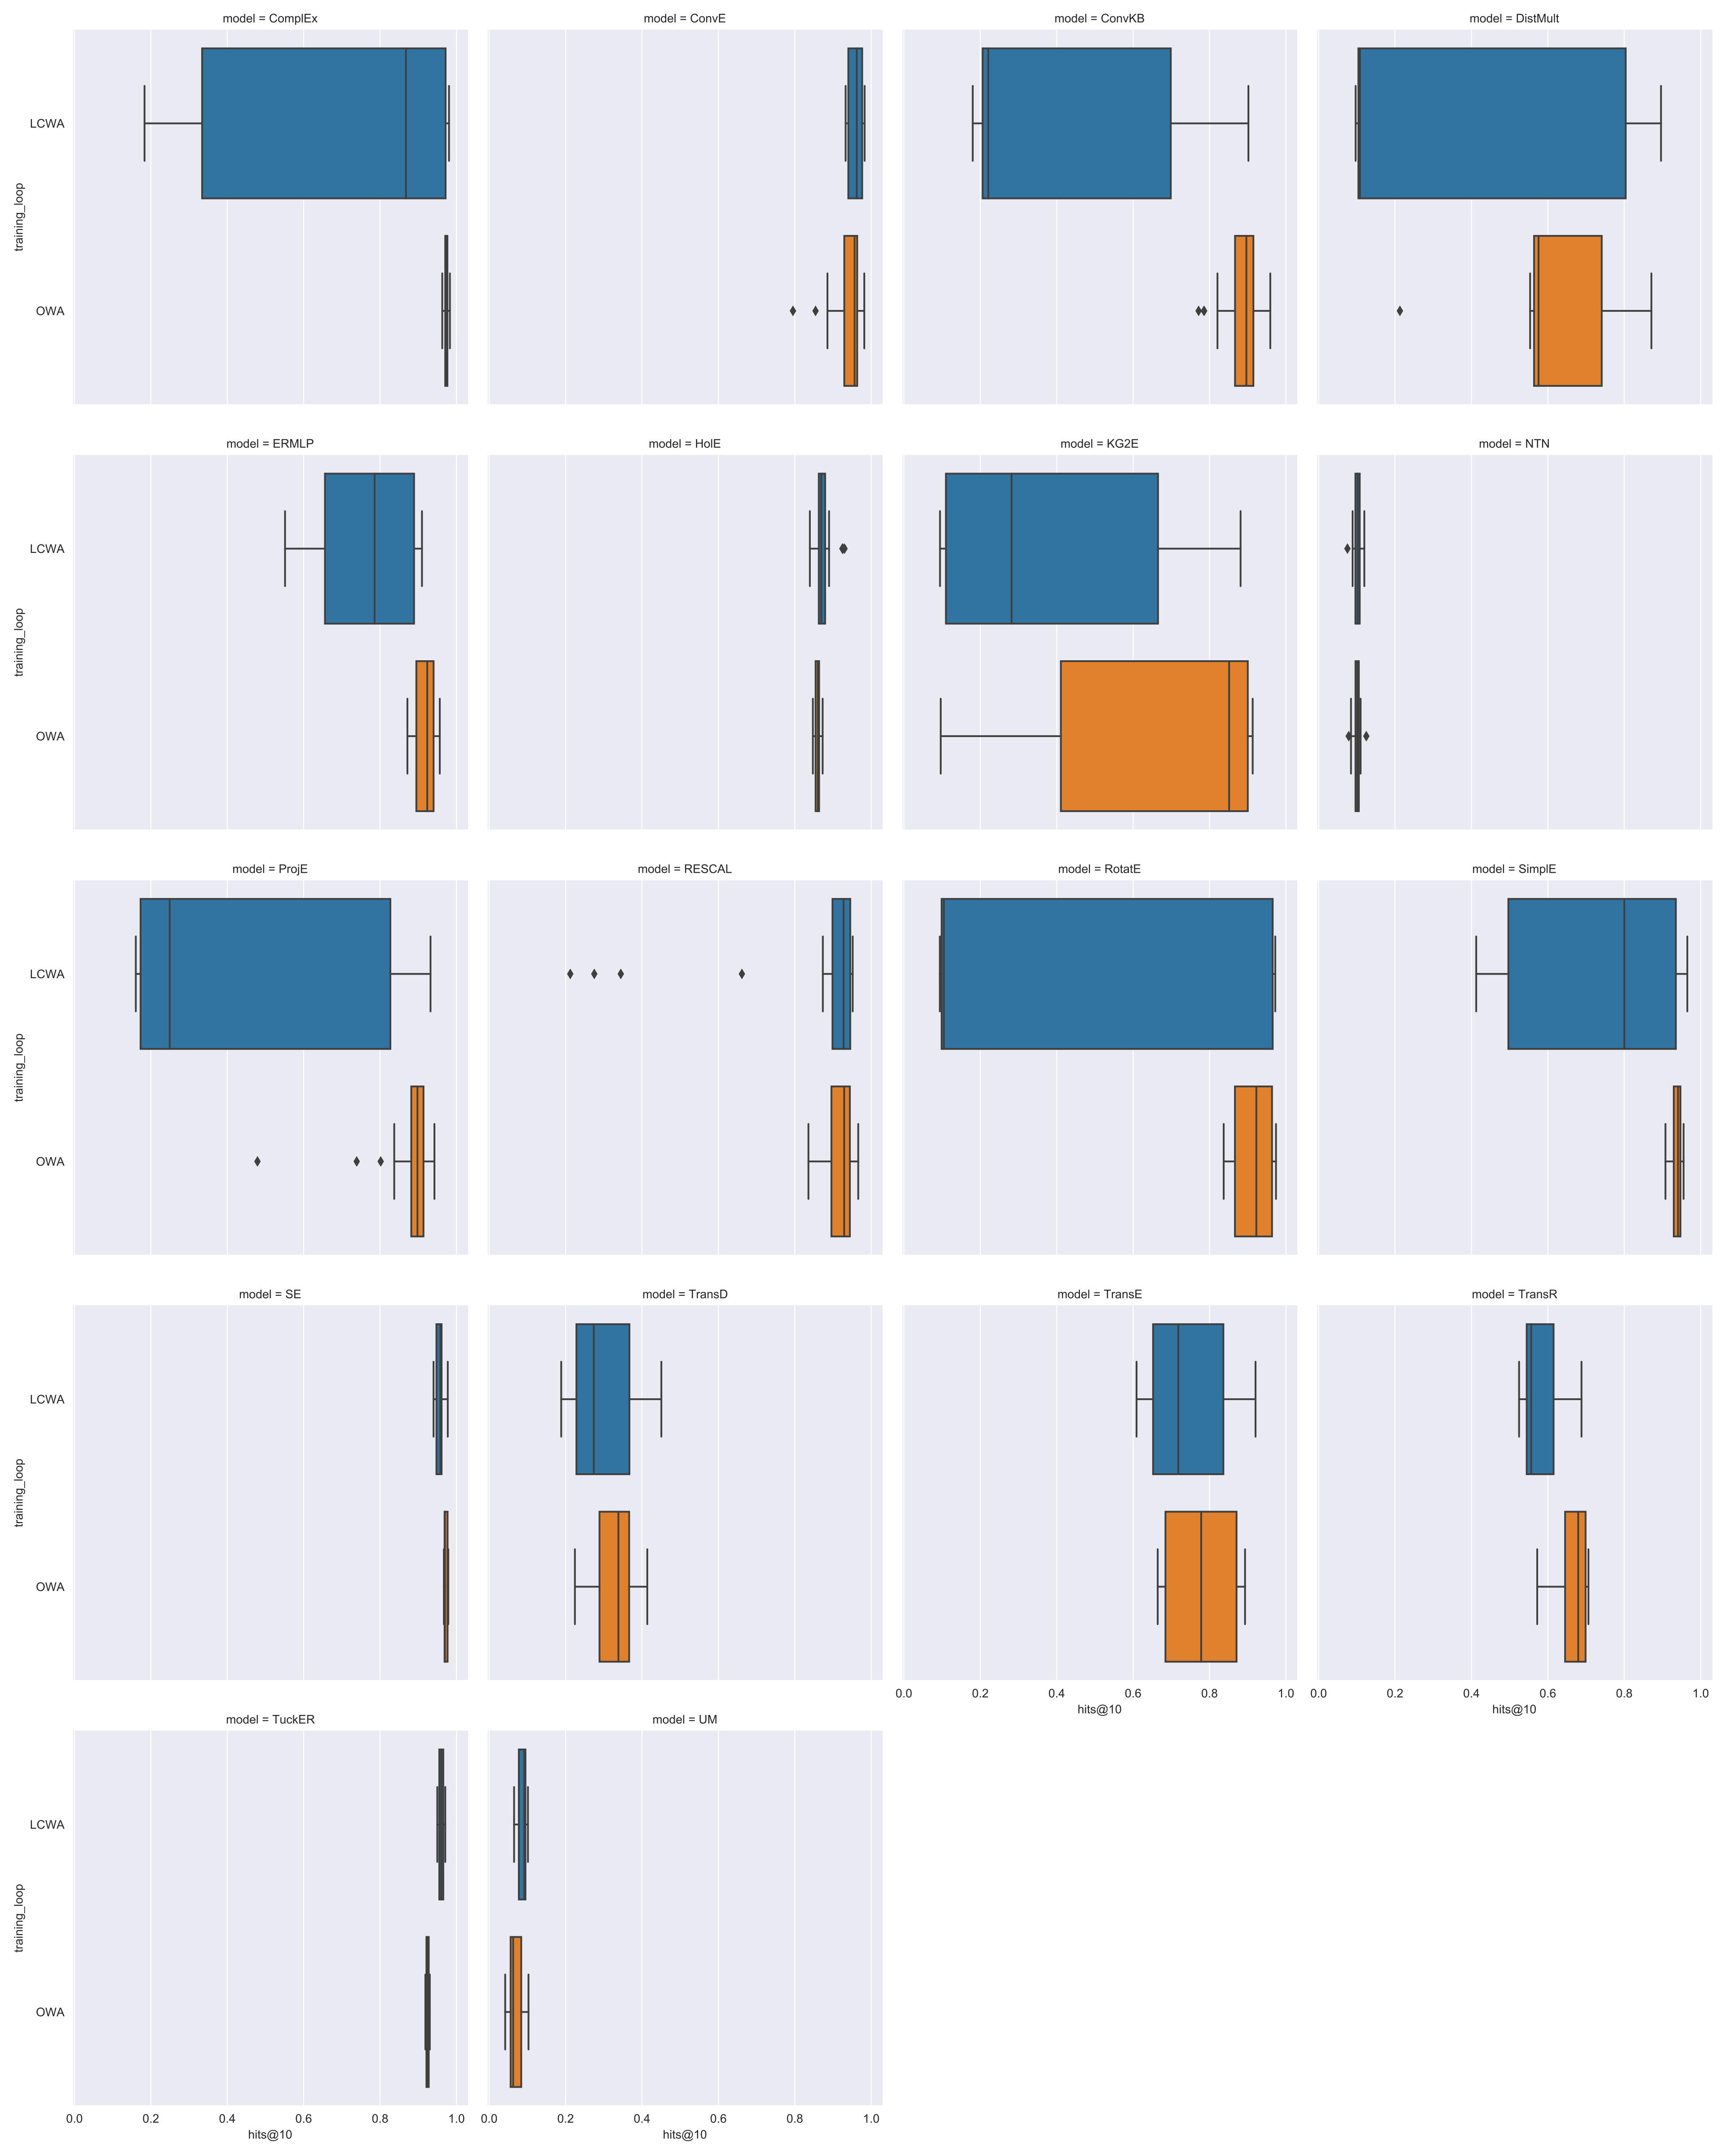 model = ComplEx
model = ConvE
model = ConvKB
model = DistMult
LCWA
training_loop
OWA
model = ERMLP
model = HolE
model = KG2E
model = NTN
LCWA
training_loop
OWA
model = ProjE
model = RESCAL
model = RotatE
model = SimplE
LCWA
training_loop
OWA
model = SE
model = TransD
model = TransE
model = TransR
LCWA
training_loop
OWA
0.0 0.2 0.4 0.6 0.8 1.0
hits@10
0.0 0.2 0.4 0.6 0.8 1.0
hits@10
model = TuckER
model = UM
LCWA
training_loop
OWA
0.0 0.2 0.4 0.6 0.8 1.0
hits@10
0.0 0.2 0.4 0.6 0.8 1.0
hits@10